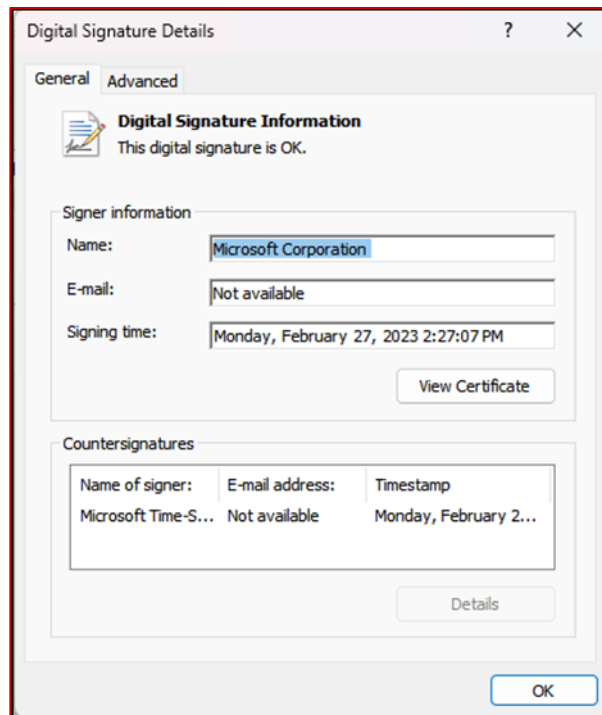 Digital Signature Details ? ×
General Advanced
Digital Signature Information
This digital signature is OK.
Signer information
Name: Microsoft Corporation
E-mail: Not available
Signing time: Monday, February 27, 2023 2:27:07 PM
View Certificate
Countersignatures
Name of signer: E-mail address: Timestamp
Microsoft Time-S... Not available Monday, February 2...
Details
OK